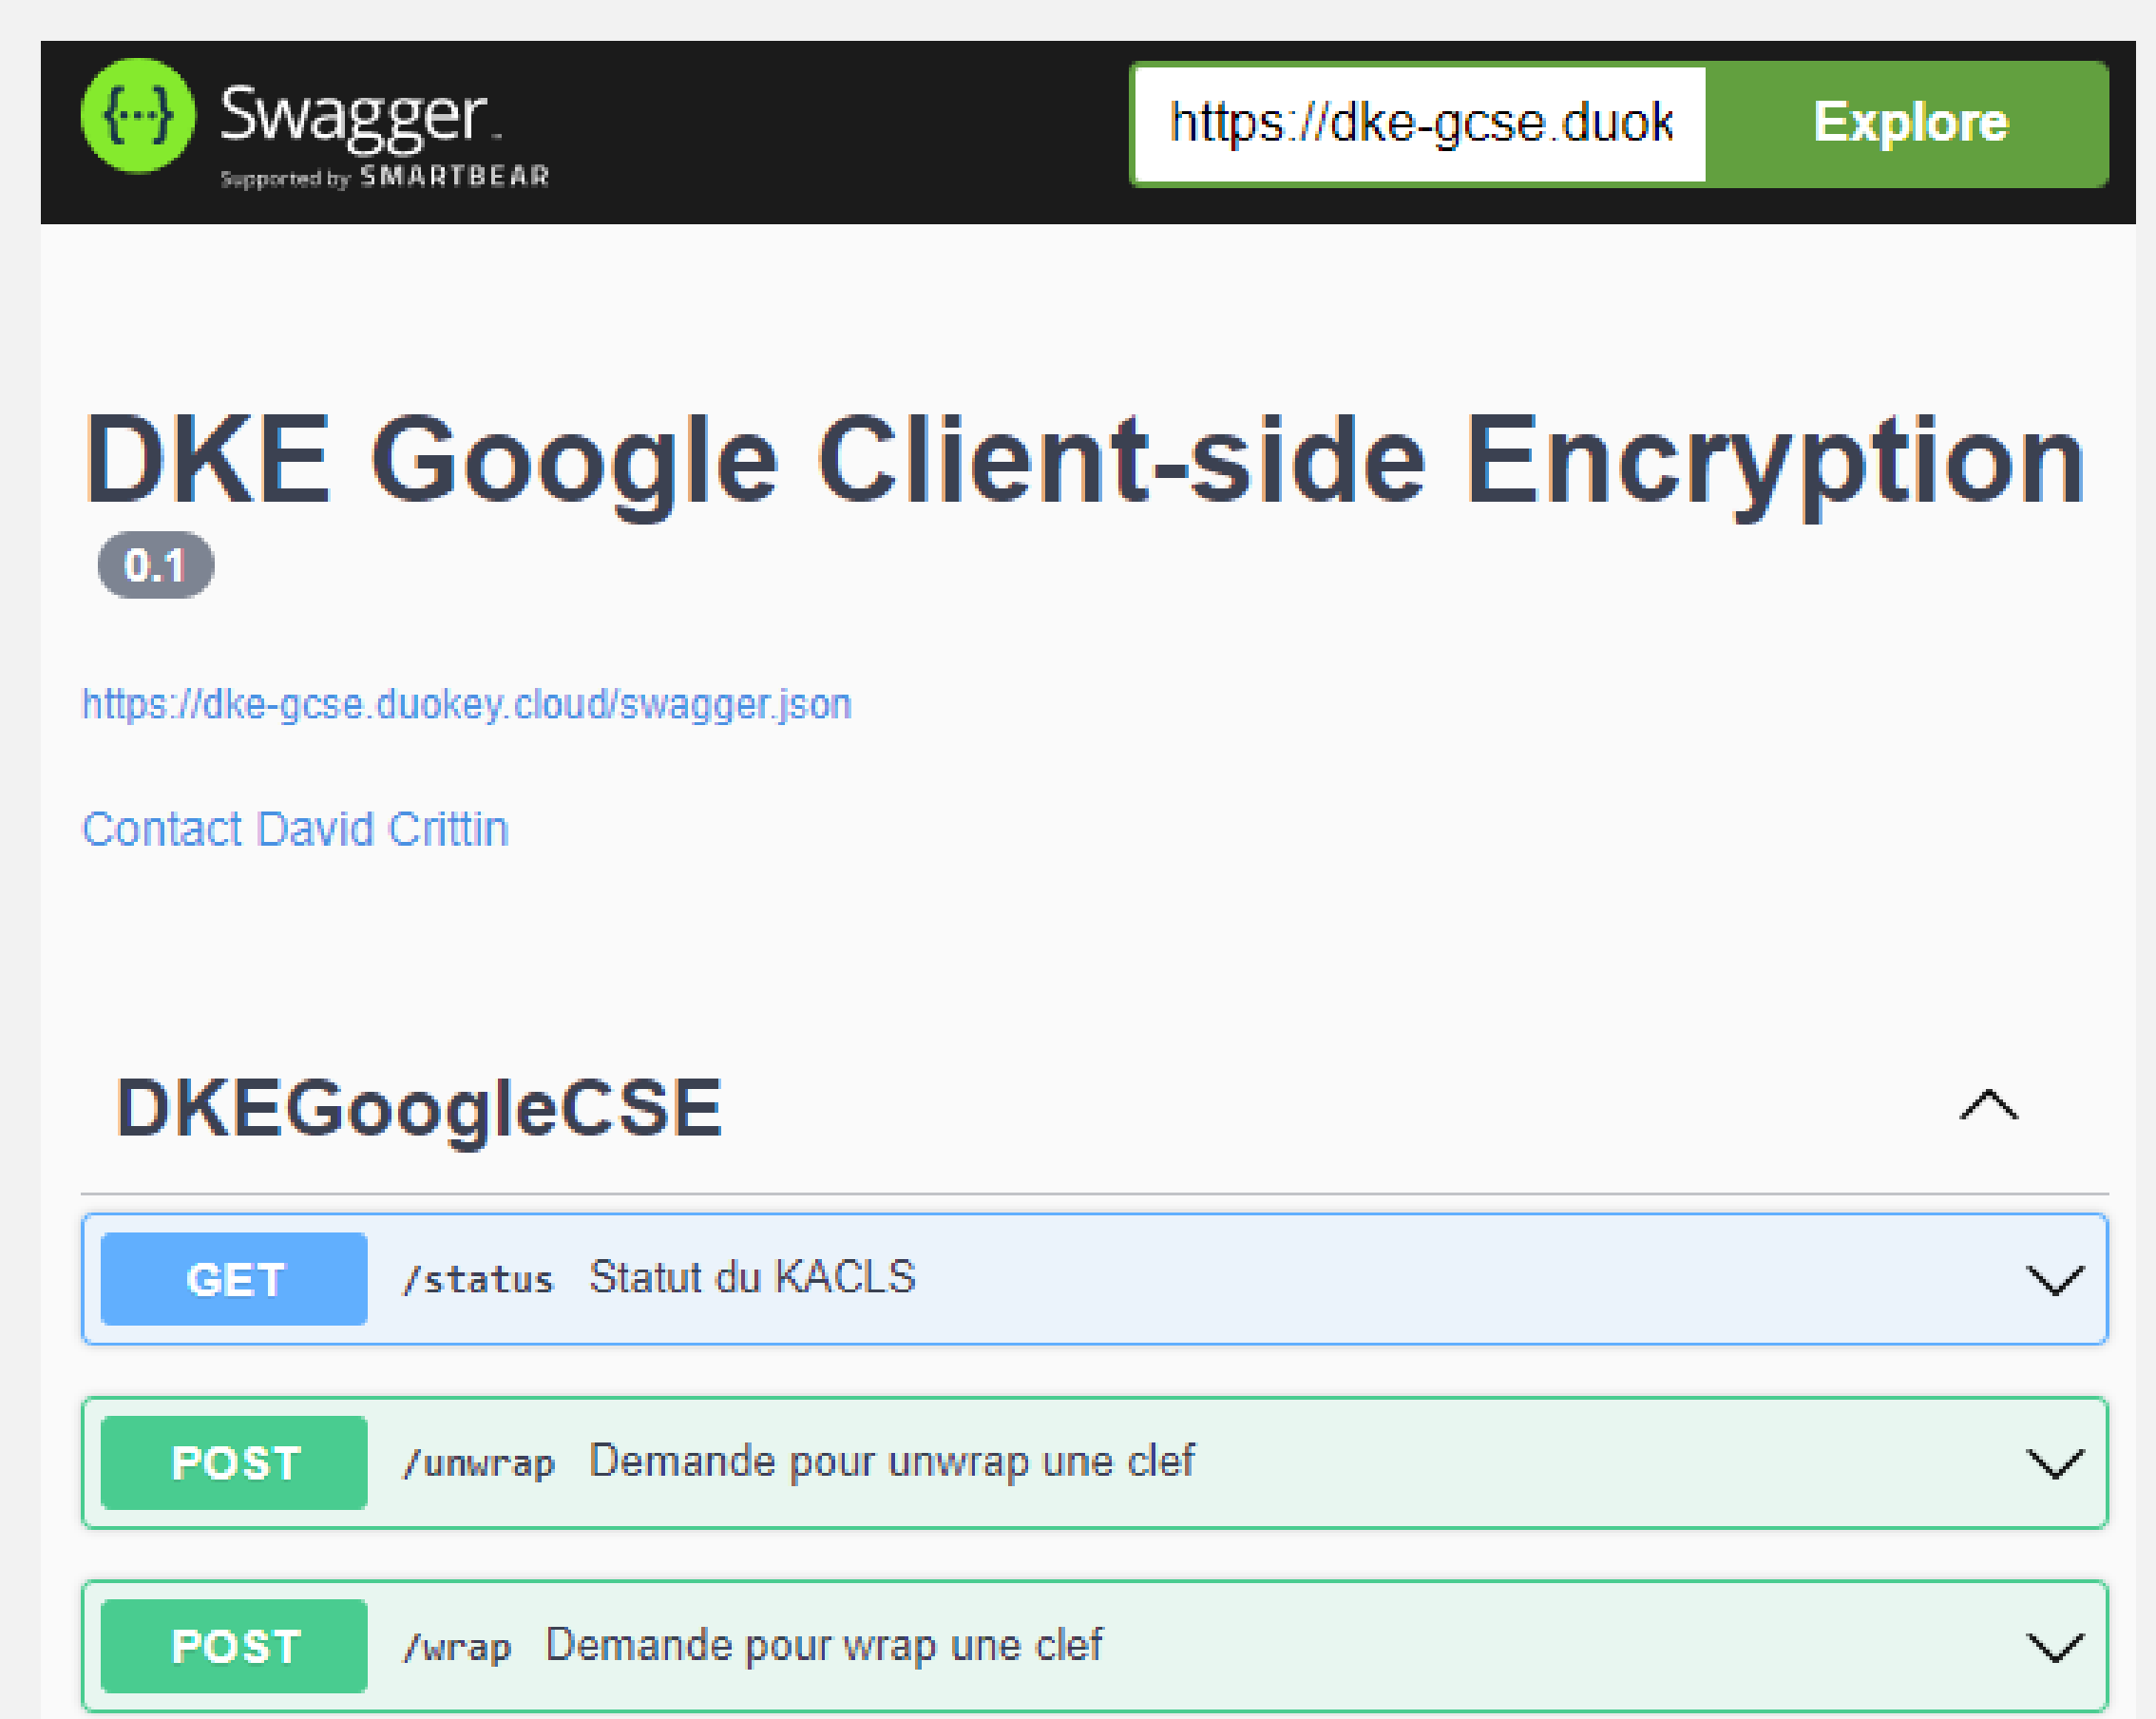 Swagger
Supported by SMARTBEAR
https://dke-gcse.duok
Explore
DKE Google Client-side Encryption
0.1
https://dke-gcse.duokey.cloud/swagger.json
Contact David Crittin
DKEGoogleCSE
GET /status Statut du KACLS
POST /unwrap Demande pour unwrap une clef
POST /wrap Demande pour wrap une clef